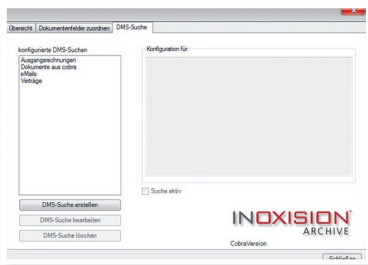 Übersicht Dokumentenfelder zuordnen DMS-Suche
konfigurierte DMS-Suchen
Ausgangsrechnungen
Dokumente aus cobra
eMails
Verträge
Konfiguration für
Suche aktiv
DMS-Suche erstellen
DMS-Suche bearbeiten
DMS-Suche löschen
INOXISION
ARCHIVE
CobraVersion
Schließen